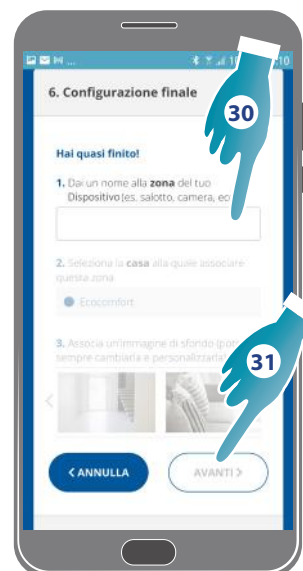 10
6. Configurazione finale
30
Hai quasi finito!
1. Dai un nome alla zona del tuo
Dispositivo (es. salotto, camera,
2. Seleziona la casa alla quale associare
questa zona
Ecocomfort
3. Associa un'immagine di sfondo
sempre cambiarla e personalizzarla
31
< ANNULLA
AVANTI >